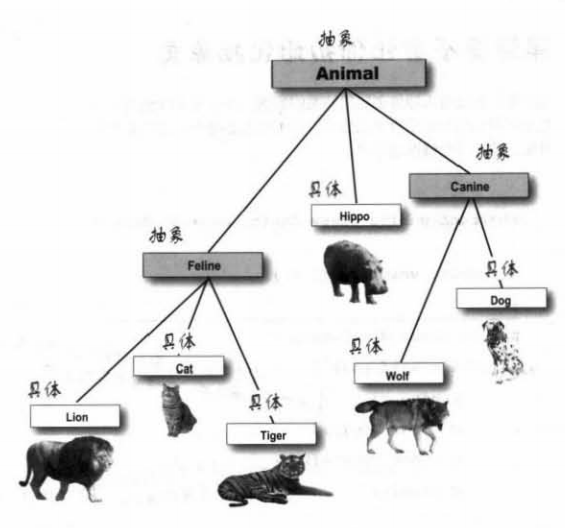 抽象
Animal
抽象
Canine
具体
Hippo
抽象
Feline
具体
Dog
具体
Cat
具体
Wolf
具体
Lion
具体
Tiger